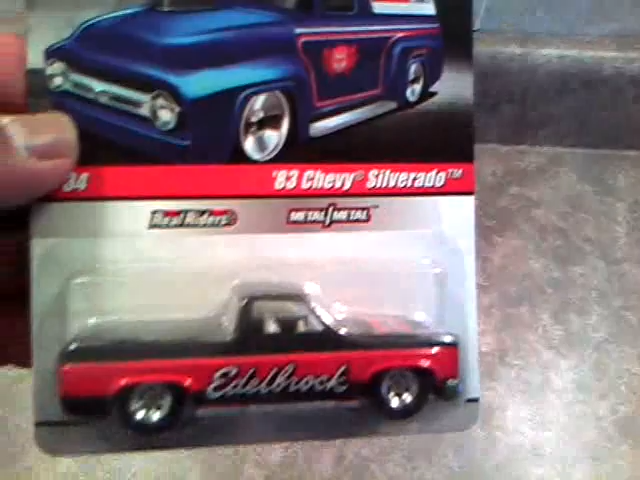 34
'83 Chevy® Silverado™
Real Riders®
METAL/METAL™
Edelbrock